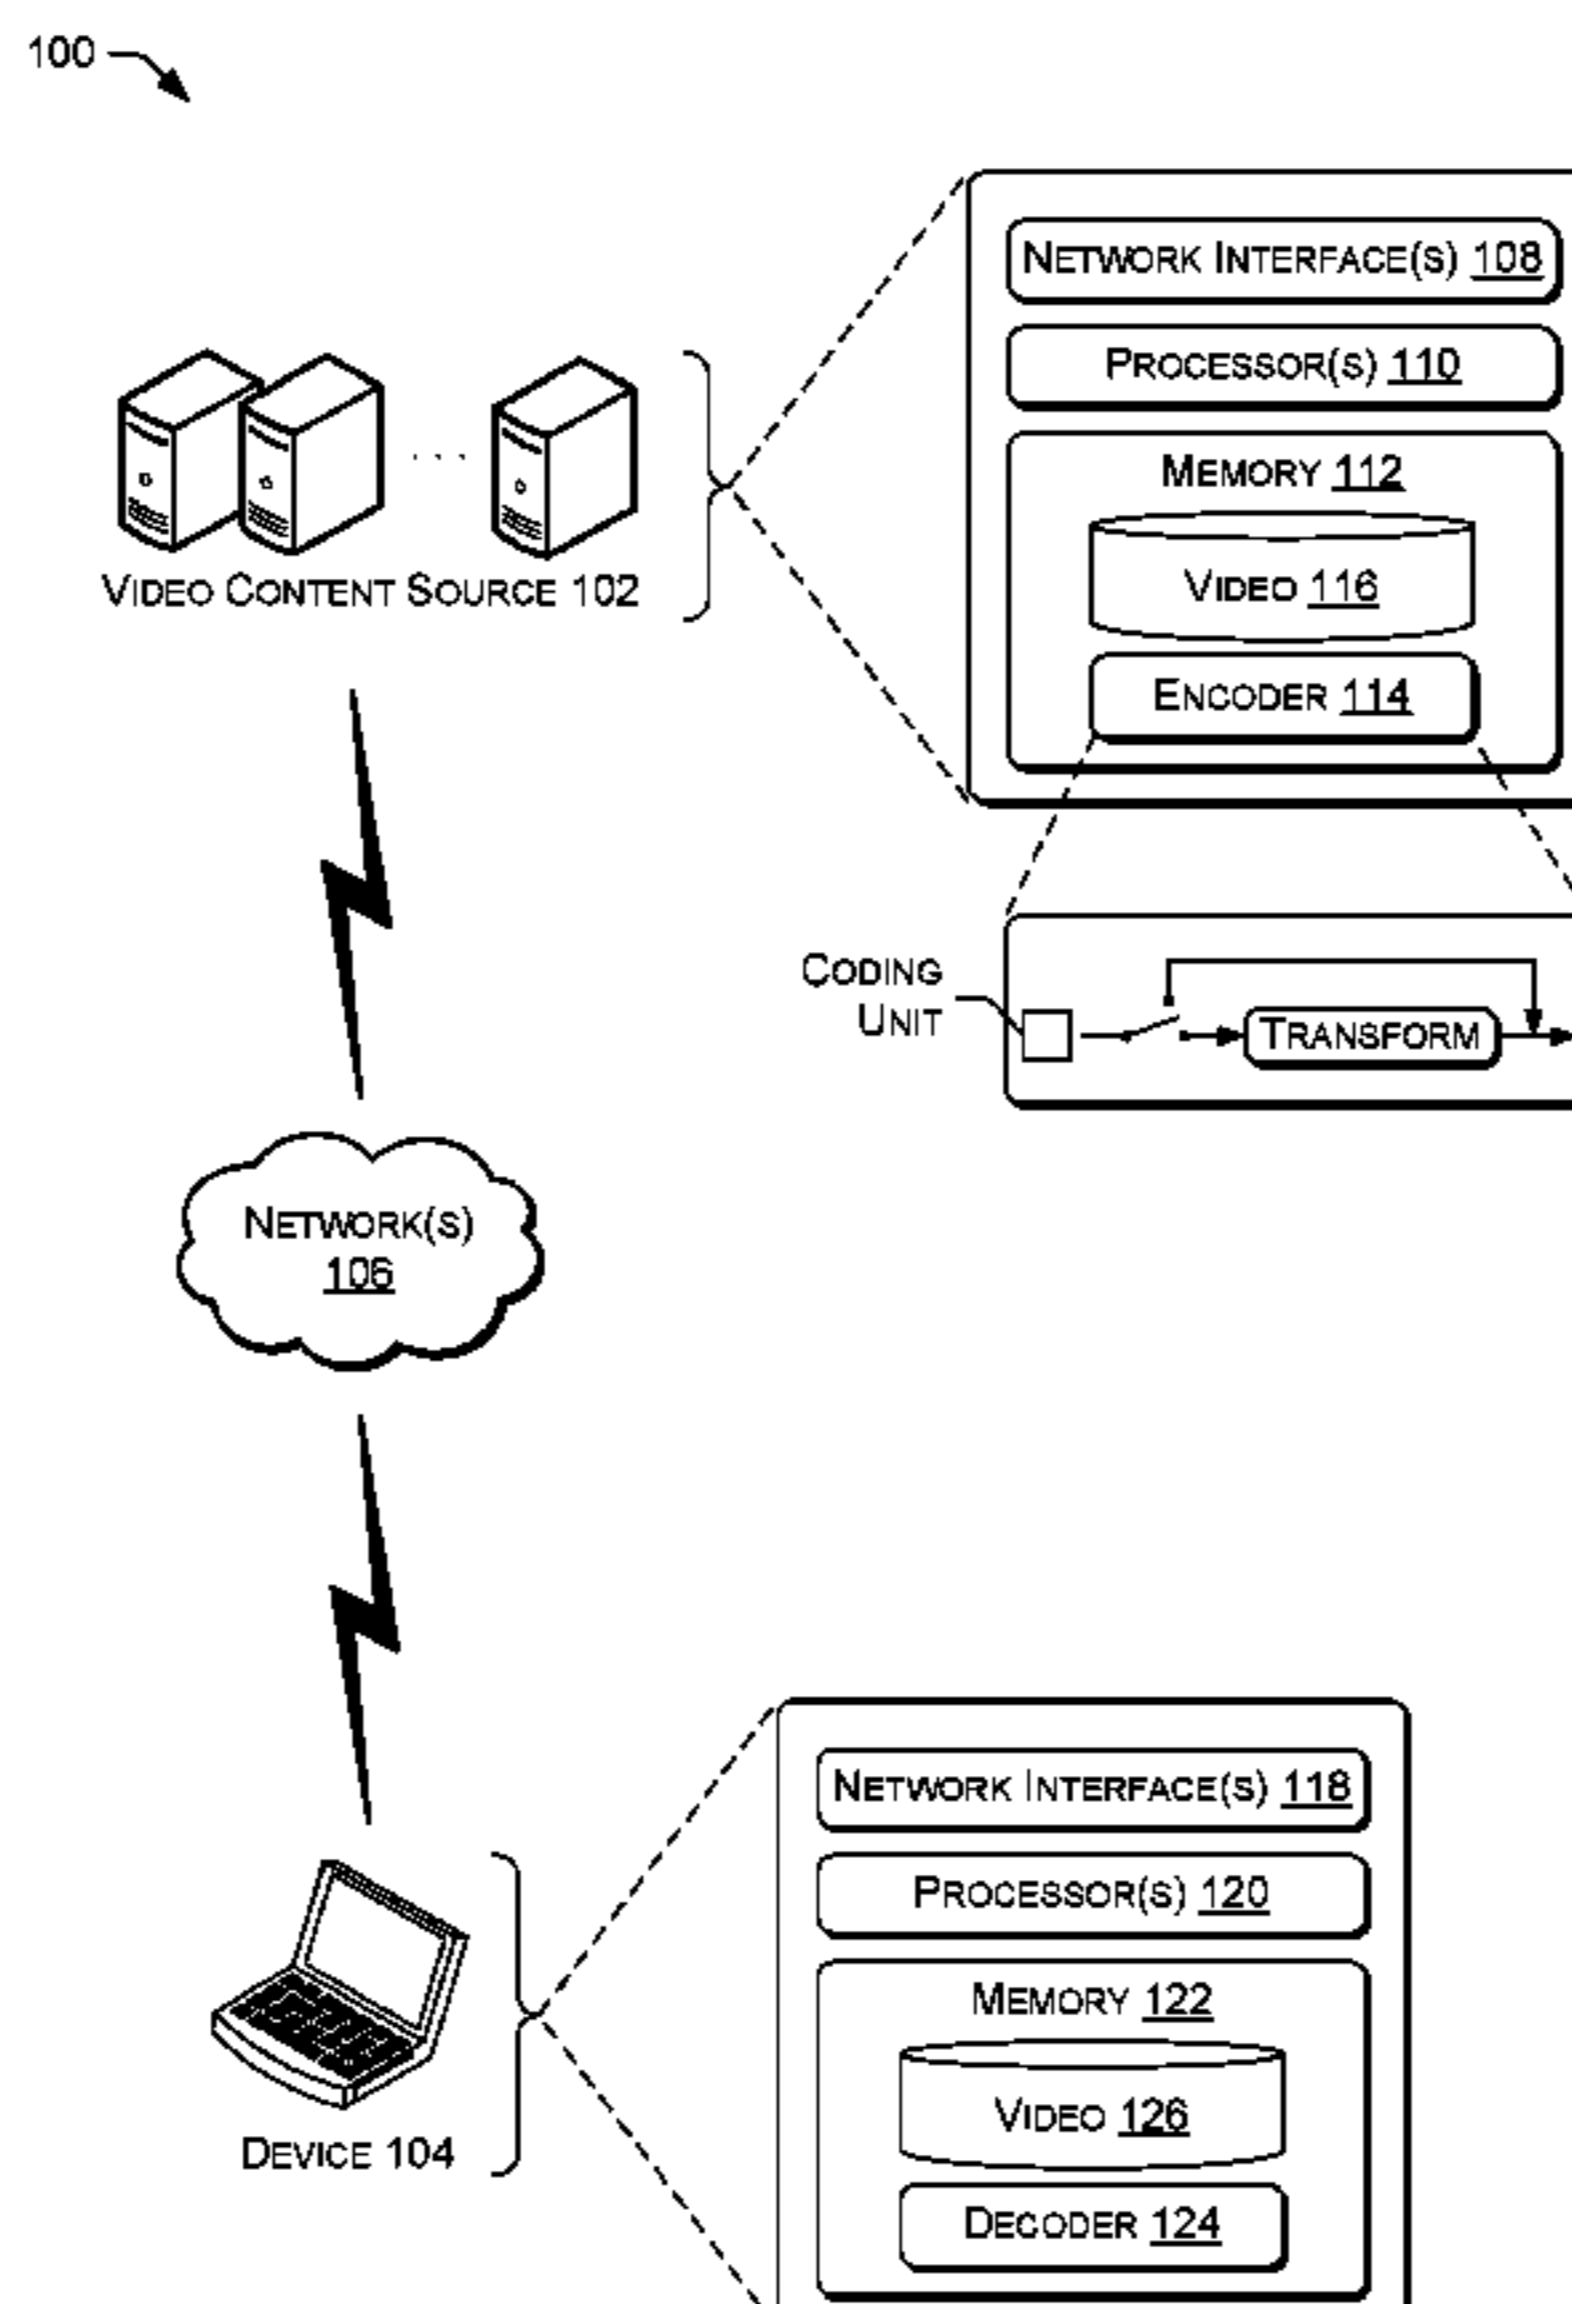 100
NETWORK INTERFACE(S) 108
PROCESSOR(S) 110
MEMORY 112
VIDEO 116
ENCODER 114
VIDEO CONTENT SOURCE 102
CODING
UNIT
TRANSFORM
NETWORK(S)
106
NETWORK INTERFACE(S) 118
PROCESSOR(S) 120
MEMORY 122
VIDEO 126
DECODER 124
DEVICE 104